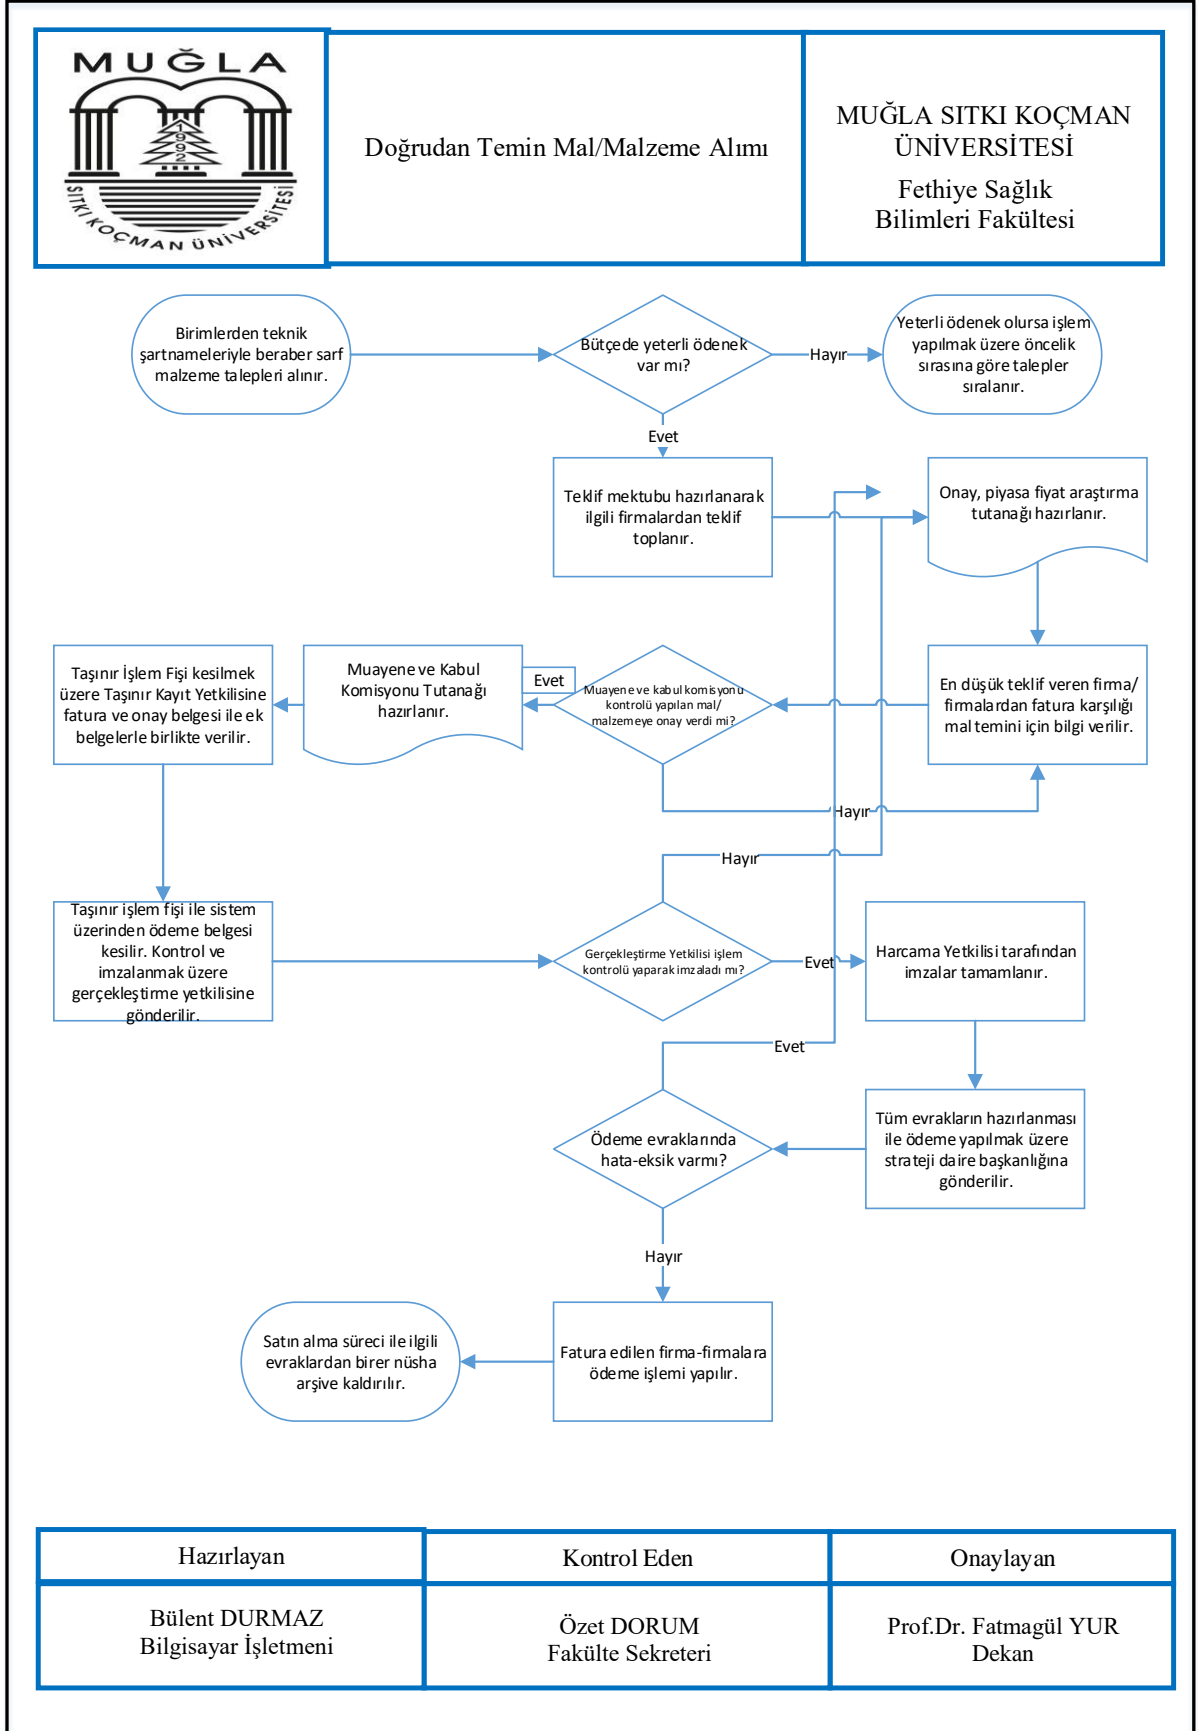 MUĞLA
1992
SITKI KOÇMAN ÜNİVERSİTESİ
Doğrudan Temin Mal/Malzeme Alımı
MUĞLA SITKI KOÇMAN
ÜNİVERSİTESİ
Fethiye Sağlık
Bilimleri Fakültesi
Birimlerden teknik
şartnameleriyle beraber sarf
malzeme talepleri alınır.
Bütçede yeterli ödenek
var mı?
Hayır
Yeterli ödenek olursa işlem
yapılmak üzere öncelik
sırasına göre talepler
sıralanır.
Evet
Teklif mektubu hazırlanarak
ilgili firmalardan teklif
toplanır.
Onay, piyasa fiyat araştırma
tutanağı hazırlanır.
Taşınır İşlem Fişi kesilmek
üzere Taşınır Kayıt Yetkilisine
fatura ve onay belgesi ile ek
belgelerle birlikte verilir.
Muayene ve Kabul
Komisyonu Tutanağı
hazırlanır.
Evet
Muayene ve kabul komisyonu
kontrolü yapılan mal/
malzemeye onay verdi mi?
En düşük teklif veren firma/
firmalardan fatura karşılığı
mal temini için bilgi verilir.
Hayır
Hayır
Taşınır işlem fişi ile sistem
üzerinden ödeme belgesi
kesilir. Kontrol ve
imzalanmak üzere
gerçekleştirme yetkilisine
gönderilir.
Gerçekleştirme Yetkilisi işlem
kontrolü yaparak imzaladı mı?
Evet
Harcama Yetkilisi tarafından
imzalar tamamlanır.
Evet
Ödeme evraklarında
hata-eksik varmı?
Tüm evrakların hazırlanması
ile ödeme yapılmak üzere
strateji daire başkanlığına
gönderilir.
Hayır
Satın alma süreci ile ilgili
evraklardan birer nüsha
arşive kaldırılır.
Fatura edilen firma-firmalara
ödeme işlemi yapılır.
Hazırlayan
Kontrol Eden
Onaylayan
Bülent DURMAZ
Bilgisayar İşletmeni
Özet DORUM
Fakülte Sekreteri
Prof.Dr. Fatmagül YUR
Dekan